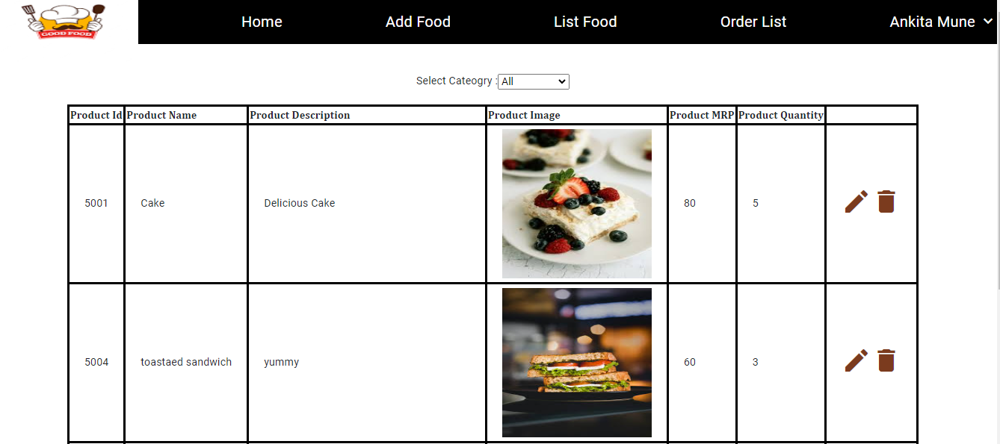 GOOD FOOD
Home Add Food List Food Order List Ankita Mune
Select Cateogry : All
Product Id Product Name Product Description Product Image Product MRP Product Quantity
5001 Cake Delicious Cake 80 5
5004 toastaed sandwich yummy 60 3